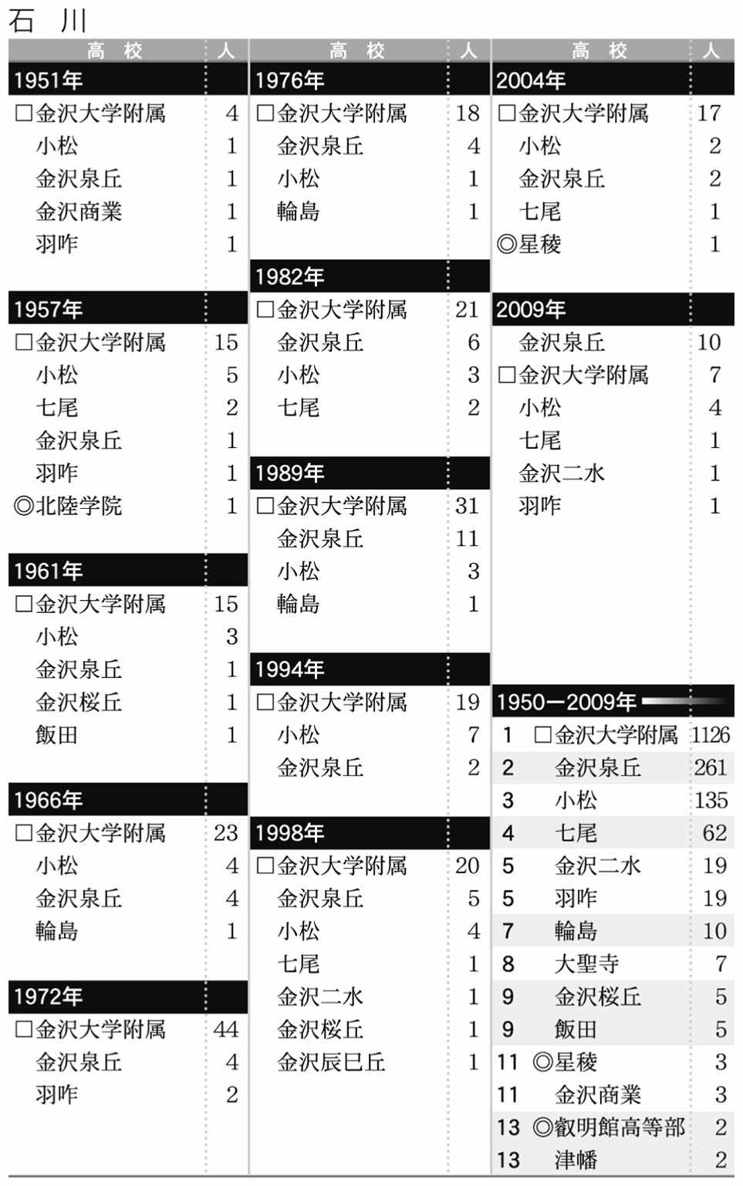 石川
高校 人
1951年
□金沢大学附属 4
小松 1
金沢泉丘 1
金沢商業 1
羽咋 1
1957年
□金沢大学附属 15
小松 5
七尾 2
金沢泉丘 1
羽咋 1
◎北陸学院 1
1961年
□金沢大学附属 15
小松 3
金沢泉丘 1
金沢桜丘 1
飯田 1
1966年
□金沢大学附属 23
小松 4
金沢泉丘 4
輪島 1
1972年
□金沢大学附属 44
金沢泉丘 4
羽咋 2
高校 人
1976年
□金沢大学附属 18
金沢泉丘 4
小松 1
輪島 1
1982年
□金沢大学附属 21
金沢泉丘 6
小松 3
七尾 2
1989年
□金沢大学附属 31
金沢泉丘 11
小松 3
輪島 1
1994年
□金沢大学附属 19
小松 7
金沢泉丘 2
1998年
□金沢大学附属 20
金沢泉丘 5
小松 4
七尾 1
金沢二水 1
金沢桜丘 1
金沢辰巳丘 1
高校 人
2004年
□金沢大学附属 17
小松 2
金沢泉丘 2
七尾 1
◎星稜 1
2009年
金沢泉丘 10
□金沢大学附属 7
小松 4
七尾 1
金沢二水 1
羽咋 1
1950－2009年
1 □金沢大学附属 1126
2 金沢泉丘 261
3 小松 135
4 七尾 62
5 金沢二水 19
5 羽咋 19
7 輪島 10
8 大聖寺 7
9 金沢桜丘 5
9 飯田 5
11 ◎星稜 3
11 金沢商業 3
13 ◎叡明館高等部 2
13 津幡 2